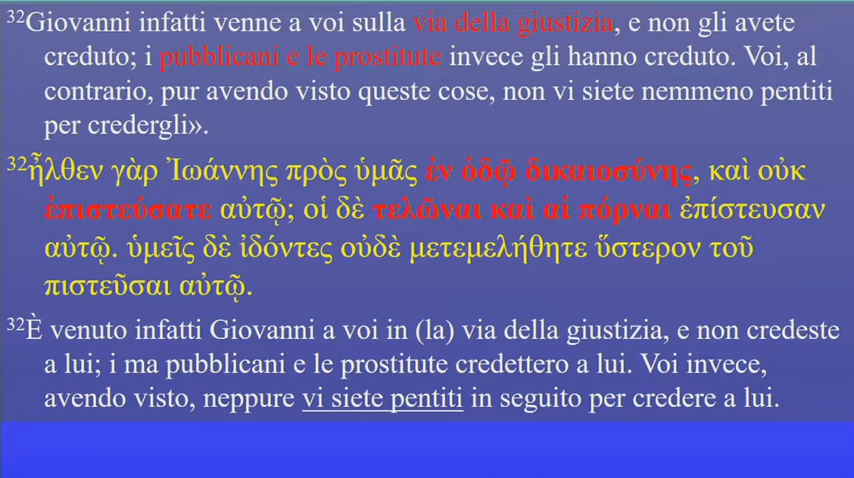 32Giovanni infatti venne a voi sulla via della giustizia, e non gli avete
creduto; i pubblicani e le prostitute invece gli hanno creduto. Voi, al
contrario, pur avendo visto queste cose, non vi siete nemmeno pentiti
per credergli».
32ἦλθεν γὰρ Ἰωάννης πρὸς ὑμᾶς ἐν ὁδῷ δικαιοσύνης, καὶ οὐκ
ἐπιστεύσατε αὐτῷ; οἱ δὲ τελῶναι καὶ αἱ πόρναι ἐπίστευσαν
αὐτῷ. ὑμεῖς δὲ ἰδόντες οὐδὲ μετεμελήθητε ὕστερον τοῦ
πιστεῦσαι αὐτῷ.
32È venuto infatti Giovanni a voi in (la) via della giustizia, e non credeste
a lui; i ma pubblicani e le prostitute credettero a lui. Voi invece,
avendo visto, neppure vi siete pentiti in seguito per credere a lui.